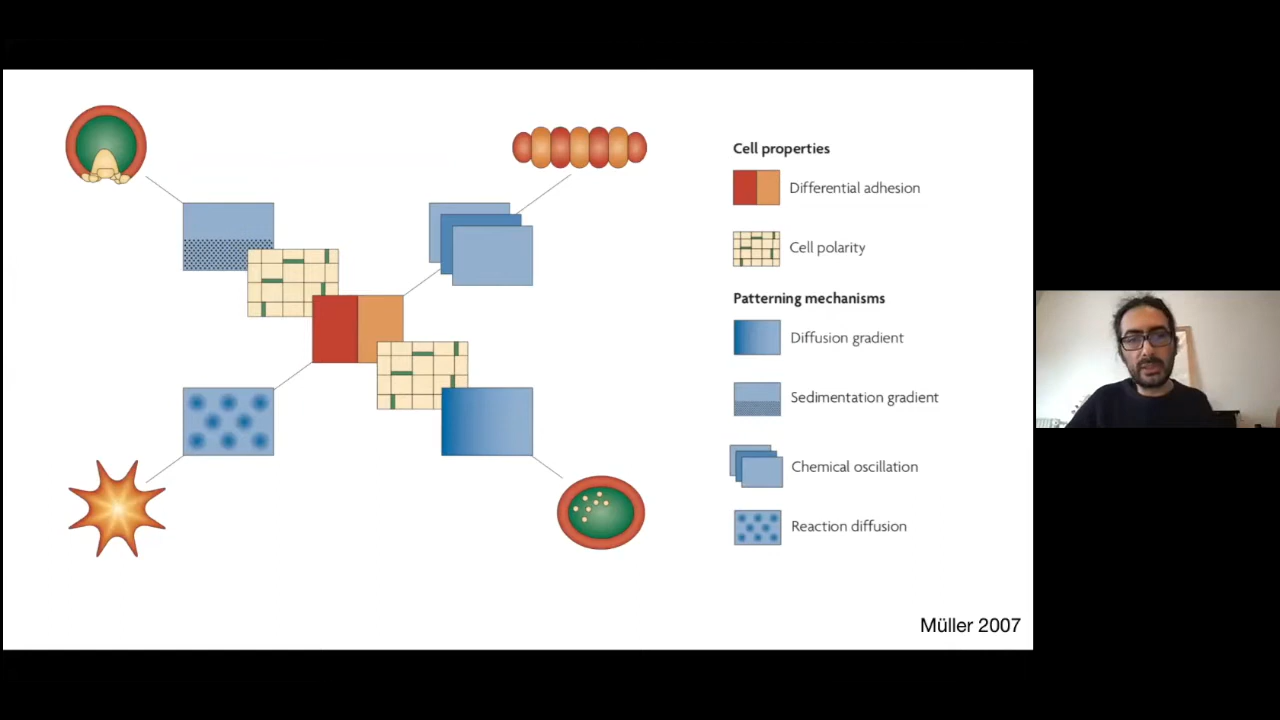 Cell properties
Differential adhesion
Cell polarity
Patterning mechanisms
Diffusion gradient
Sedimentation gradient
Chemical oscillation
Reaction diffusion
Müller 2007